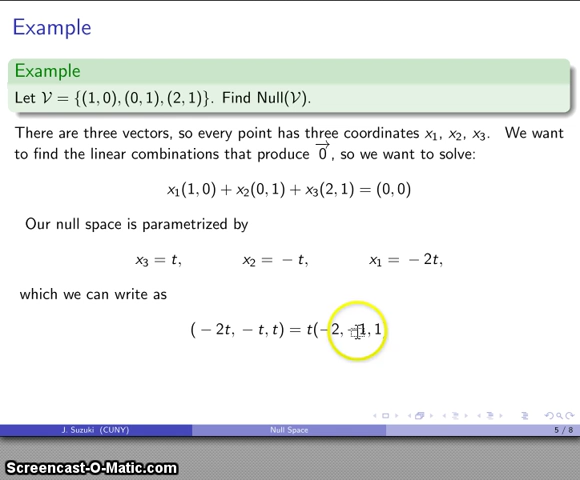 Example
Example
Let V = {(1, 0), (0, 1), (2, 1)}. Find Null(V).
There are three vectors, so every point has three coordinates x₁, x₂, x₃. We want
to find the linear combinations that produce 0⃗, so we want to solve:
x₁(1, 0) + x₂(0, 1) + x₃(2, 1) = (0, 0)
Our null space is parametrized by
x₃ = t, x₂ = − t, x₁ = − 2t,
which we can write as
(− 2t, − t, t) = t(−2, −1, 1
J. Suzuki (CUNY) Null Space 5 / 8
Screencast-O-Matic.com